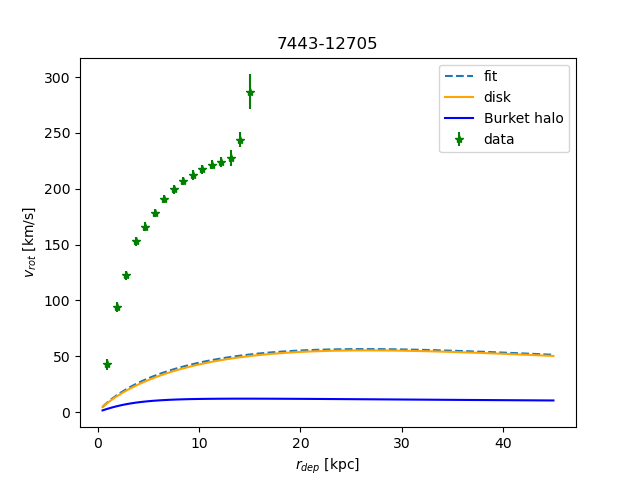 7443-12705
300
250
200
150
100
50
0
v_rot [km/s]
fit
disk
Burket halo
data
0 10 20 30 40
r_dep [kpc]